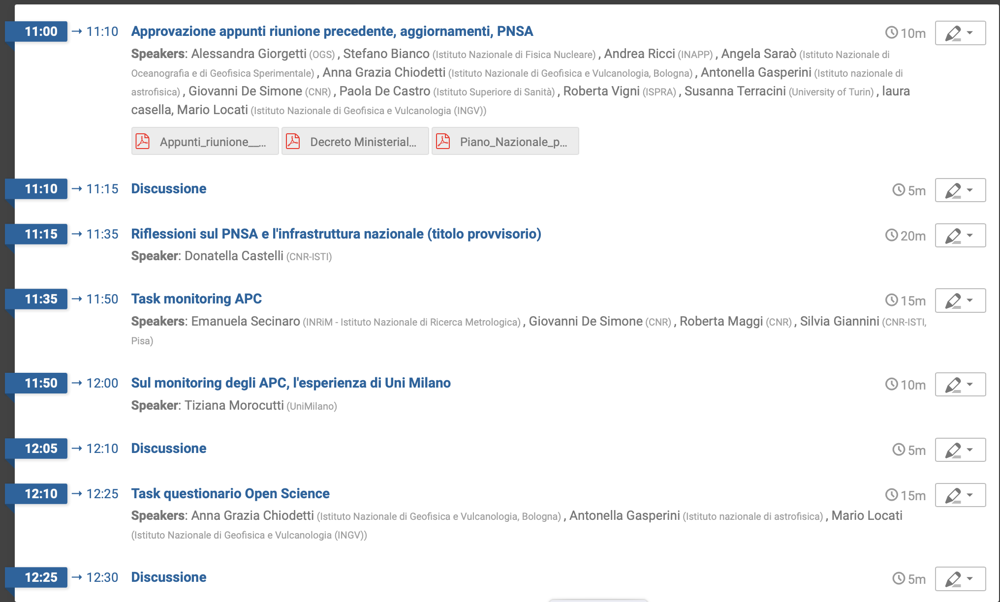 11:00 → 11:10 Approvazione appunti riunione precedente, aggiornamenti, PNSA 10m
Speakers: Alessandra Giorgetti (OGS) , Stefano Bianco (Istituto Nazionale di Fisica Nucleare) , Andrea Ricci (INAPP) , Angela Saraò (Istituto Nazionale di
Oceanografia e di Geofisica Sperimentale) , Anna Grazia Chiodetti (Istituto Nazionale di Geofisica e Vulcanologia, Bologna) , Antonella Gasperini (Istituto nazionale di
astrofisica) , Giovanni De Simone (CNR) , Paola De Castro (Istituto Superiore di Sanità) , Roberta Vigni (ISPRA) , Susanna Terracini (University of Turin) , laura
casella, Mario Locati (Istituto Nazionale di Geofisica e Vulcanologia (INGV))
Appunti_riunione__... Decreto Ministerial... Piano_Nazionale_p...
11:10 → 11:15 Discussione 5m
11:15 → 11:35 Riflessioni sul PNSA e l'infrastruttura nazionale (titolo provvisorio) 20m
Speaker: Donatella Castelli (CNR-ISTI)
11:35 → 11:50 Task monitoring APC 15m
Speakers: Emanuela Secinaro (INRiM - Istituto Nazionale di Ricerca Metrologica) , Giovanni De Simone (CNR) , Roberta Maggi (CNR) , Silvia Giannini (CNR-ISTI,
Pisa)
11:50 → 12:00 Sul monitoring degli APC, l'esperienza di Uni Milano 10m
Speaker: Tiziana Morocutti (UniMilano)
12:05 → 12:10 Discussione 5m
12:10 → 12:25 Task questionario Open Science 15m
Speakers: Anna Grazia Chiodetti (Istituto Nazionale di Geofisica e Vulcanologia, Bologna) , Antonella Gasperini (Istituto nazionale di astrofisica) , Mario Locati
(Istituto Nazionale di Geofisica e Vulcanologia (INGV))
12:25 → 12:30 Discussione 5m